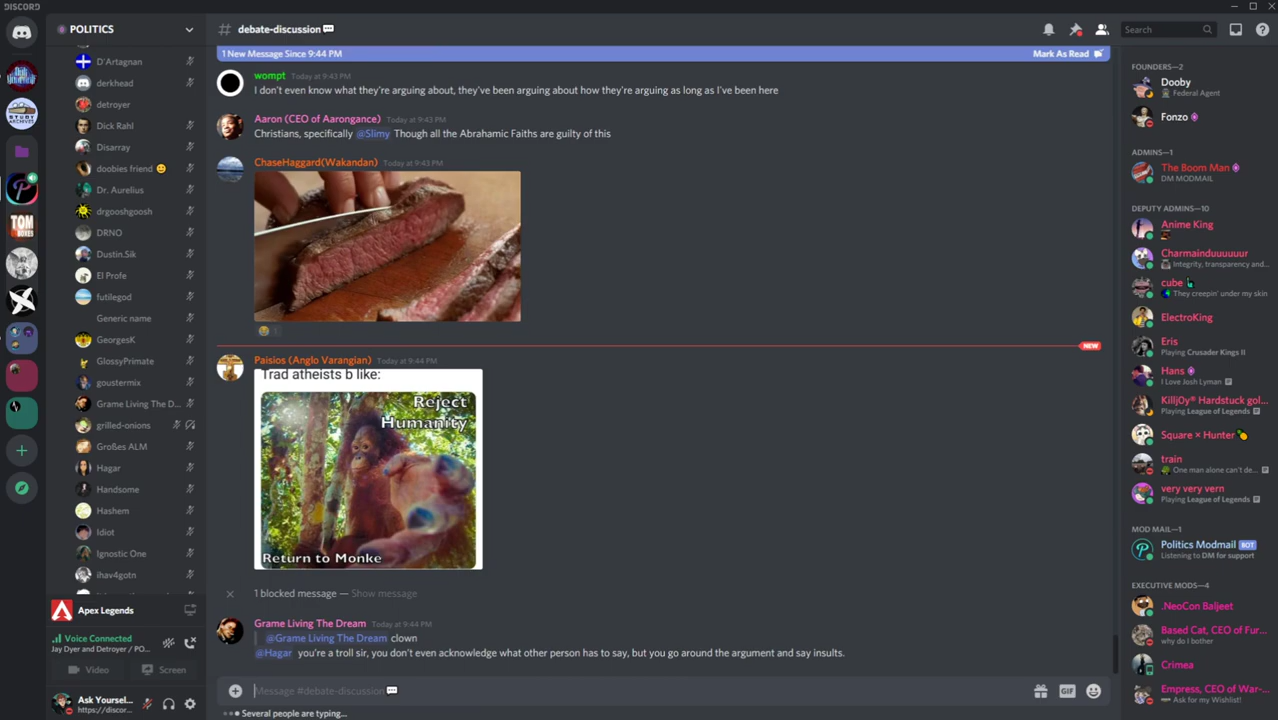 DISCORD
POLITICS
D'Artagnan
derkhead
detroyer
Dick Rahl
Disarray
doobies friend
Dr. Aurelius
drgooshgoosh
DRNO
Dustin.Sik
El Profe
futilegod
Generic name
GeorgesK
GlossyPrimate
goustermix
Grame Living The D...
grilled-onions
Großes ALM
Hagar
Handsome
Hashem
Idiot
Ignostic One
ihav4gotn
Apex Legends
Voice Connected
Jay Dyer and Detroyer / PO...
Video
Screen
Ask Yoursel...
https://discor...
TOM
BOXES
STUDY
ARCHIVES
# debate-discussion
Search
1 New Message Since 9:44 PM
Mark As Read
wompt Today at 9:43 PM
I don't even know what they're arguing about, they've been arguing about how they're arguing as long as I've been here
Aaron (CEO of Aarongance) Today at 9:43 PM
Christians, specifically @Slimy Though all the Abrahamic Faiths are guilty of this
ChaseHaggard(Wakandan) Today at 9:43 PM
1
NEW
Paisios (Anglo Varangian) Today at 9:44 PM
Trad atheists b like:
Reject
Humanity
Return to Monke
1 blocked message — Show message
Grame Living The Dream Today at 9:44 PM
@Grame Living The Dream clown
@Hagar you're a troll sir, you don't even acknowledge what other person has to say, but you go around the argument and say insults.
Message #debate-discussion
GIF
Several people are typing...
FOUNDERS—2
Dooby
Federal Agent
Fonzo
ADMINS—1
The Boom Man
DM MODMAIL
DEPUTY ADMINS—10
Anime King
Charmainduuuuuur
Integrity, transparency and...
cube
They creepin' under my skin
ElectroKing
Eris
Playing Crusader Kings II
Hans
I Love Josh Lyman
Killj0y® Hardstuck gol...
Playing League of Legends
Square × Hunter
train
One man alone can't de...
very very vern
Playing League of Legends
MOD MAIL—1
Politics Modmail BOT
Listening to DM for support
EXECUTIVE MODS—4
.NeoCon Baljeet
Based Cat, CEO of Fur...
why do I bother
Crimea
Empress, CEO of War-...
Ask for my Wishlist!